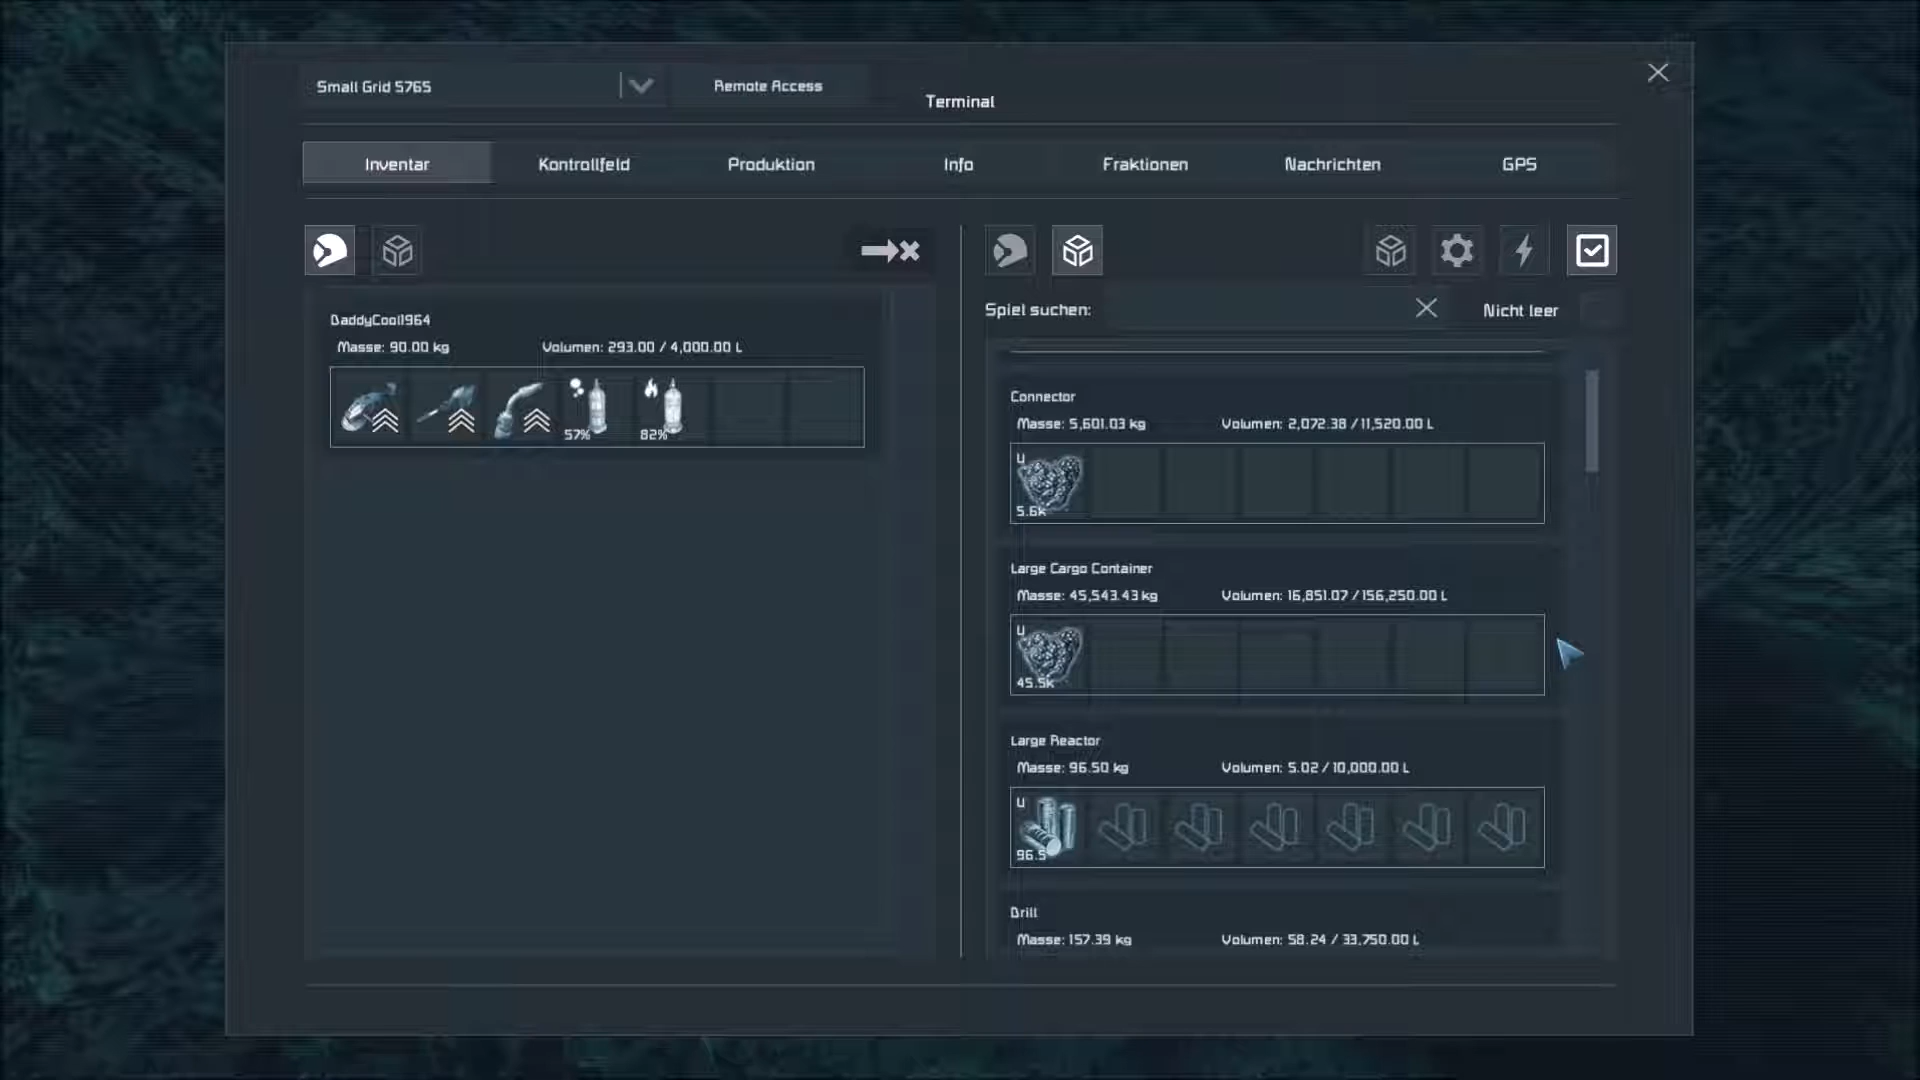 Small Grid 5765
Remote Access
Terminal
Inventar
Kontrollfeld
Produktion
Info
Fraktionen
Nachrichten
GPS
Spiel suchen:
Nicht leer
DaddyCool1964
Masse: 90.00 kg
Volumen: 293.00 / 4,000.00 L
57%
82%
Connector
Masse: 5,601.03 kg
Volumen: 2,072.38 / 11,520.00 L
U
5.6k
Large Cargo Container
Masse: 45,543.43 kg
Volumen: 16,851.07 / 156,250.00 L
U
45.5k
Large Reactor
Masse: 96.50 kg
Volumen: 5.02 / 10,000.00 L
U
96.5
Drill
Masse: 157.39 kg
Volumen: 58.24 / 33,750.00 L